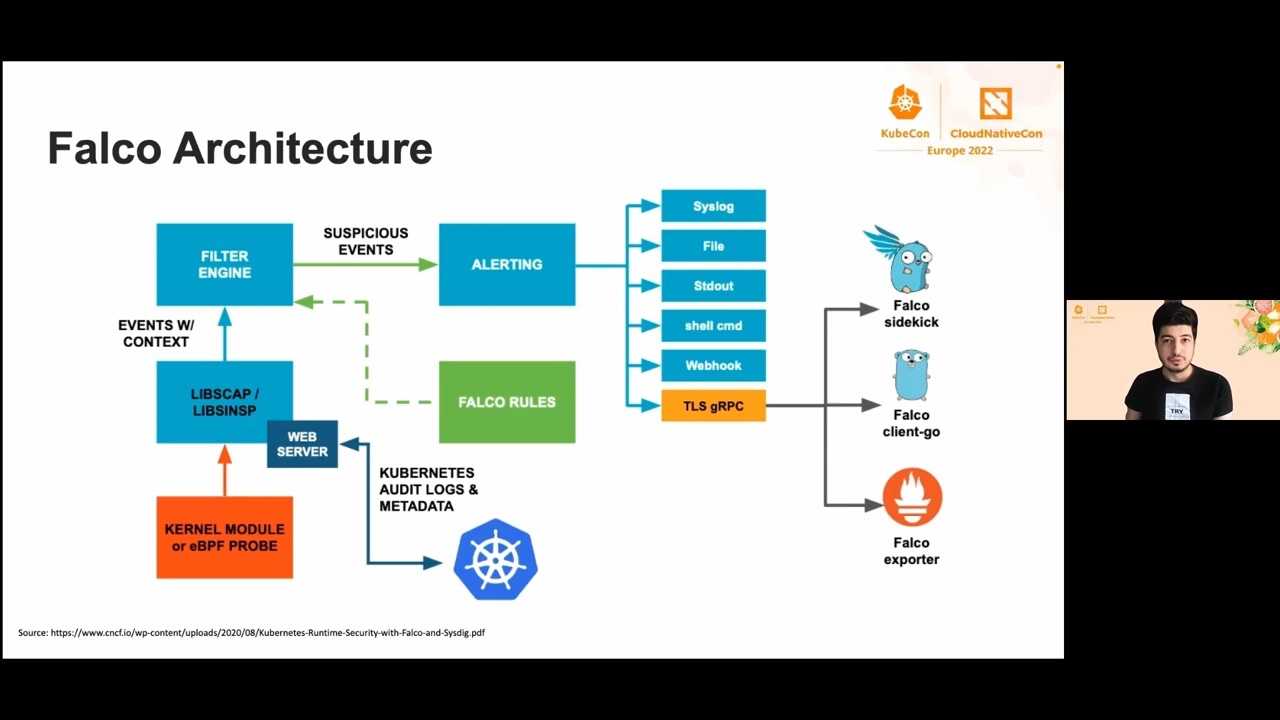 Falco Architecture
KubeCon
CloudNativeCon
Europe 2022
FILTER
ENGINE
SUSPICIOUS
EVENTS
ALERTING
Syslog
File
Stdout
shell cmd
Webhook
TLS gRPC
Falco
sidekick
Falco
client-go
Falco
exporter
EVENTS W/
CONTEXT
LIBSCAP /
LIBSINSP
WEB
SERVER
FALCO RULES
KUBERNETES
AUDIT LOGS &
METADATA
KERNEL MODULE
or eBPF PROBE
Source: https://www.cncf.io/wp-content/uploads/2020/08/Kubernetes-Runtime-Security-with-Falco-and-Sysdig.pdf
TRY